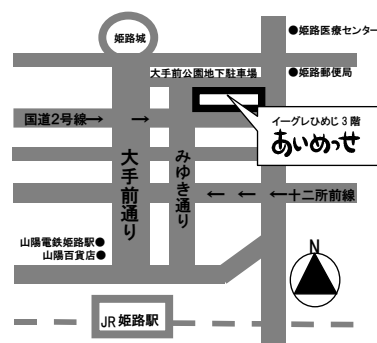 姫路城
●姫路医療センター
大手前公園地下駐車場
●姫路郵便局
国道2号線→
→
イーグレひめじ3階
あいめっせ
大手前通り
みゆき通り
← ← ←十二所前線
山陽電鉄姫路駅●
山陽百貨店●
N
JR 姫路駅